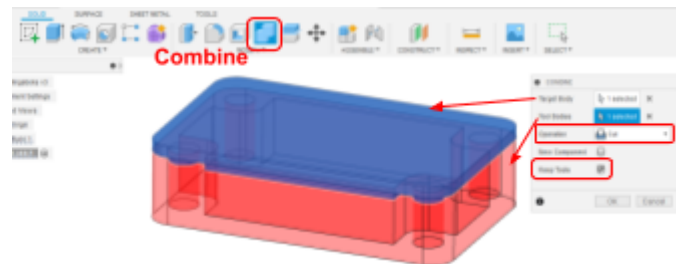 SOLID SURFACE SHEET METAL TOOLS
CREATE ASSEMBLE CONSTRUCT INSPECT INSERT SELECT
Combine
COMBINE
Target Body 1 selected
Tool Bodies 1 selected
Operation Cut
New Component
Keep Tools
OK Cancel